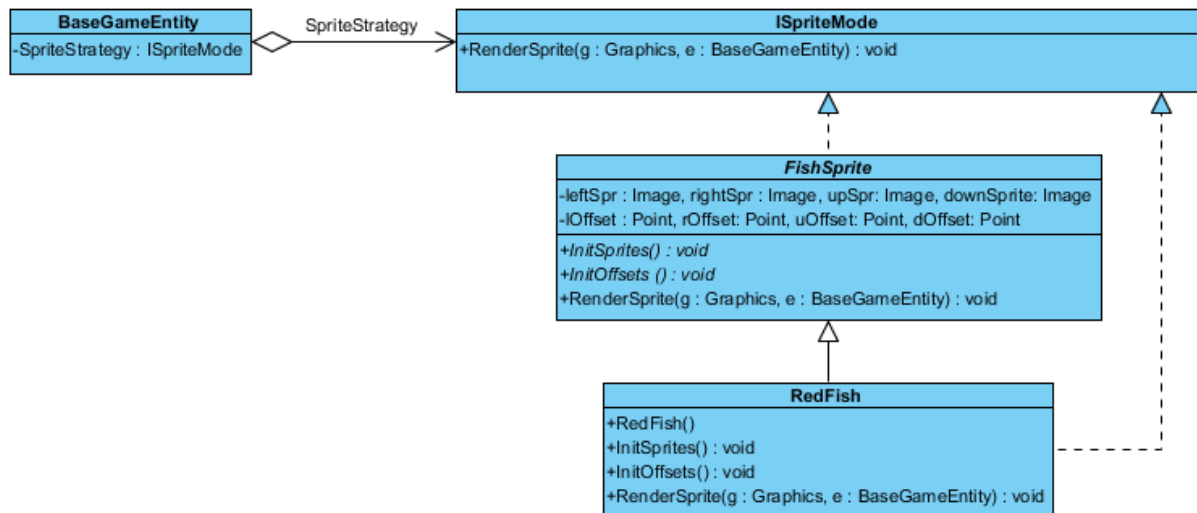 BaseGameEntity
-SpriteStrategy : ISpriteMode
SpriteStrategy
ISpriteMode
+RenderSprite(g : Graphics, e : BaseGameEntity) : void
FishSprite
-leftSpr : Image, rightSpr : Image, upSpr: Image, downSprite: Image
-lOffset : Point, rOffset: Point, uOffset: Point, dOffset: Point
+InitSprites() : void
+InitOffsets () : void
+RenderSprite(g : Graphics, e : BaseGameEntity) : void
RedFish
+RedFish()
+InitSprites() : void
+InitOffsets() : void
+RenderSprite(g : Graphics, e : BaseGameEntity) : void